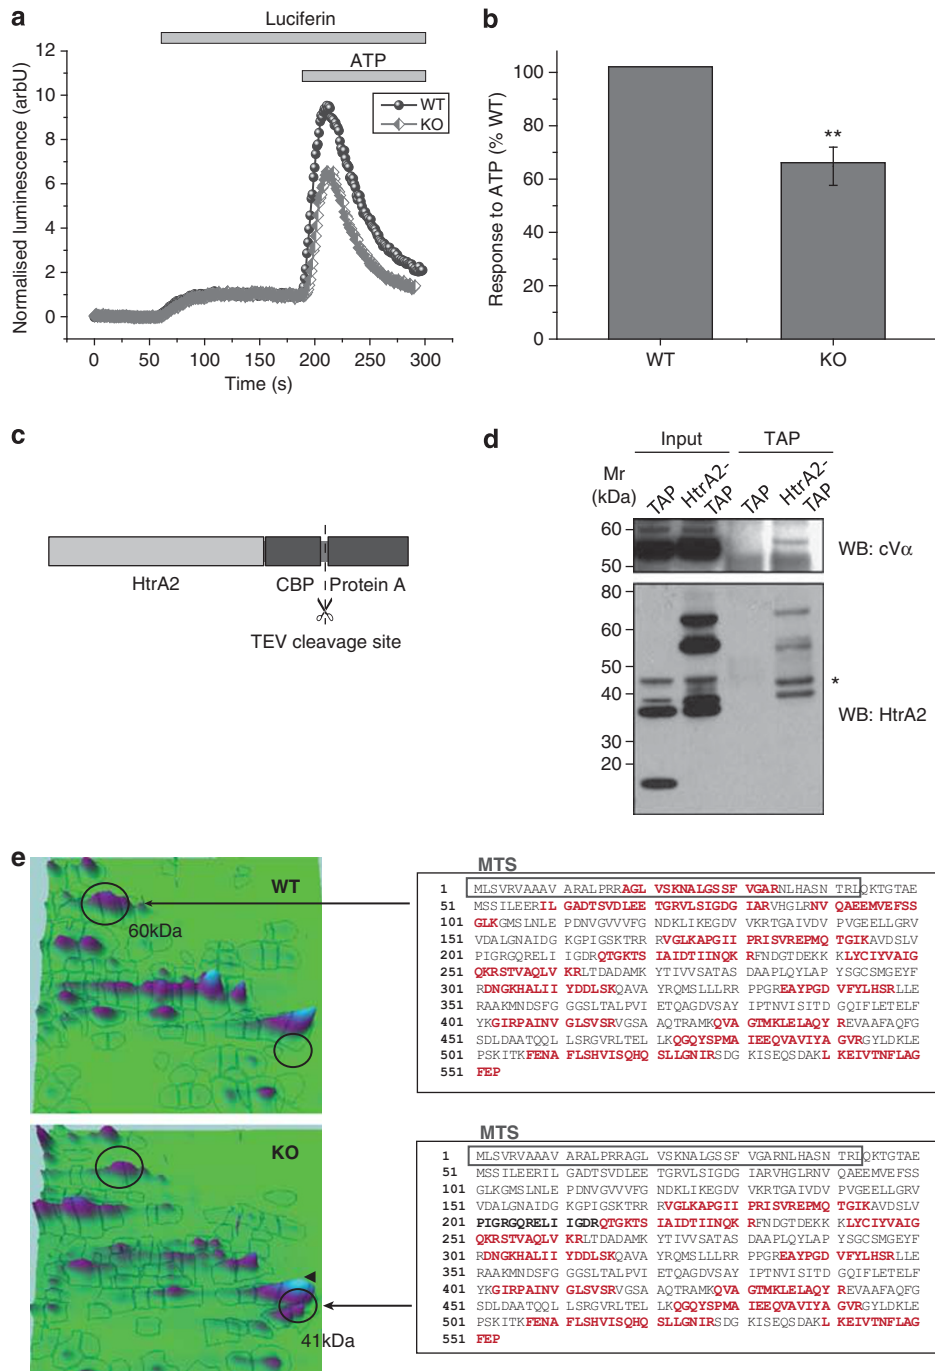 a
Luciferin
ATP
WT
KO
Normalised luminescence (arbU)
12
10
8
6
4
2
0
0 50 100 150 200 250 300
Time (s)
b
Response to ATP (% WT)
100
80
60
40
20
0
**
WT KO
c
HtrA2 CBP Protein A
TEV cleavage site
d
Input TAP
Mr
(kDa)
TAP
HtrA2-
TAP
TAP
HtrA2-
TAP
60
50
WB: cVα
80
60
50
40
30
20
*
WB: HtrA2
e
WT
60kDa
MTS
1 MLSVRVAAAV ARALPRRAGL VSKNALGSSF VGARNLHASN TRLQKTGTAE
51 MSSILEERIL GADTSVDLEE TGRVLSIGDG IARVHGLRNV QAEEMVEFSS
101 GLKGMSLNLE PDNVGVVVFG NDKLIKEGDV VKRTGAIVDV PVGEELLGRV
151 VDALGNAIDG KGPIGSKTRR RVGLKAPGII PRISVREPMQ TGIKAVDSLV
201 PIGRGQRELI IGDRQTGKTS IAIDTIINQK RFNDGTDEKK KLYCIYVAIG
251 QKRSTVAQLV KRLTDADAMK YTIVVSATAS DAAPLQYLAP YSGCSMGEYF
301 RDNGKHALII YDDLSKQAVA YRQMSLLLRR PPGREAYPGD VFYLHSRLLE
351 RAAKMNDSFG GGSLTALPVI ETQAGDVSAY IPTNVISITD GQIFLETELF
401 YKGIRPAINV GLSVSRVGSA AQTRAMKQVA GTMKLELAQY REVAAFAQFG
451 SDLDAATQQL LSRGVRLTEL LKQGQYSPMA IEEQVAVIYA GVRGYLDKLE
501 PSKITKFENA FLSHVISQHQ SLLGNIRSDG KISEQSDAKL KEIVTNFLAG
551 FEP
KO
41kDa
MTS
1 MLSVRVAAAV ARALPRRAGL VSKNALGSSF VGARNLHASN TRLQKTGTAE
51 MSSILEERIL GADTSVDLEE TGRVLSIGDG IARVHGLRNV QAEEMVEFSS
101 GLKGMSLNLE PDNVGVVVFG NDKLIKEGDV VKRTGAIVDV PVGEELLGRV
151 VDALGNAIDG KGPIGSKTRR RVGLKAPGII PRISVREPMQ TGIKAVDSLV
201 PIGRGQRELI IGDRQTGKTS IAIDTIINQK RFNDGTDEKK KLYCIYVAIG
251 QKRSTVAQLV KRLTDADAMK YTIVVSATAS DAAPLQYLAP YSGCSMGEYF
301 RDNGKHALII YDDLSKQAVA YRQMSLLLRR PPGREAYPGD VFYLHSRLLE
351 RAAKMNDSFG GGSLTALPVI ETQAGDVSAY IPTNVISITD GQIFLETELF
401 YKGIRPAINV GLSVSRVGSA AQTRAMKQVA GTMKLELAQY REVAAFAQFG
451 SDLDAATQQL LSRGVRLTEL LKQGQYSPMA IEEQVAVIYA GVRGYLDKLE
501 PSKITKFENA FLSHVISQHQ SLLGNIRSDG KISEQSDAKL KEIVTNFLAG
551 FEP